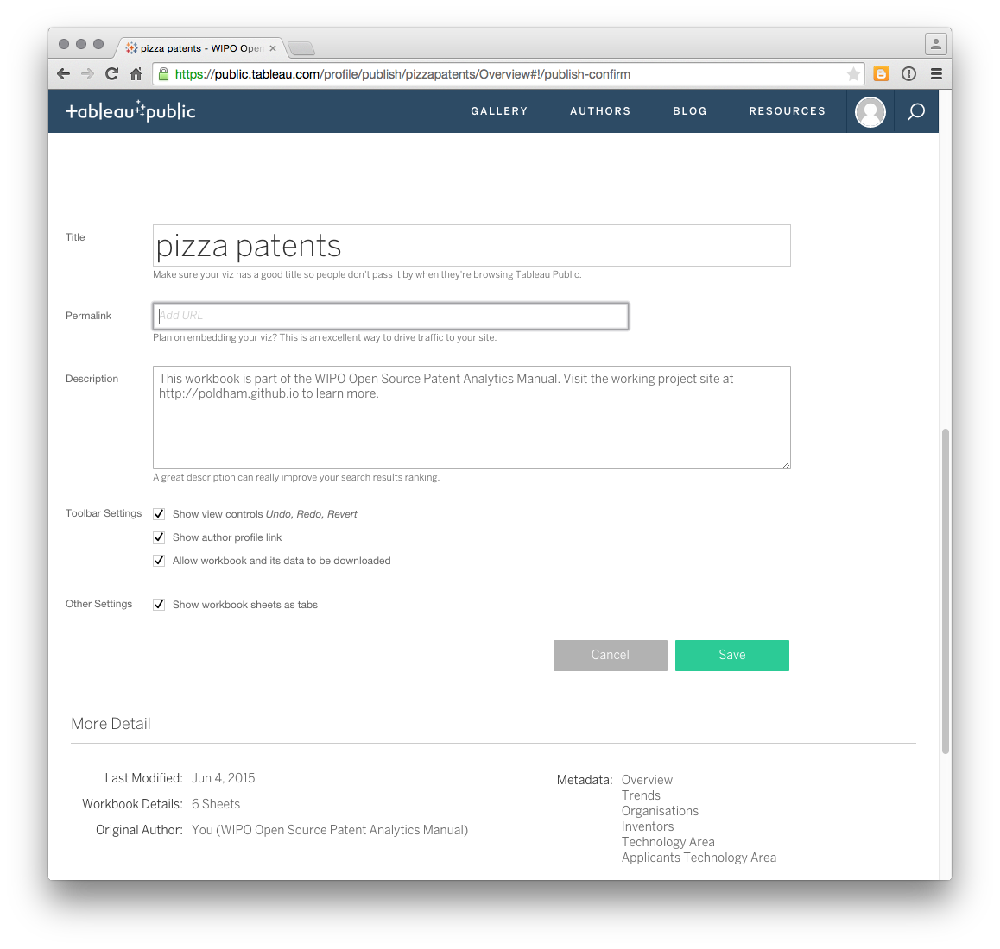 pizza patents - WIPO Open
https://public.tableau.com/profile/publish/pizzapatents/Overview#!/publish-confirm
+ableau public
GALLERY AUTHORS BLOG RESOURCES
Title
pizza patents
Make sure your viz has a good title so people don't pass it by when they're browsing Tableau Public.
Permalink
Add URL
Plan on embedding your viz? This is an excellent way to drive traffic to your site.
Description
This workbook is part of the WIPO Open Source Patent Analytics Manual. Visit the working project site at
http://poldham.github.io to learn more.
A great description can really improve your search results ranking.
Toolbar Settings
Show view controls Undo, Redo, Revert
Show author profile link
Allow workbook and its data to be downloaded
Other Settings
Show workbook sheets as tabs
Cancel
Save
More Detail
Last Modified: Jun 4, 2015
Workbook Details: 6 Sheets
Original Author: You (WIPO Open Source Patent Analytics Manual)
Metadata: Overview
Trends
Organisations
Inventors
Technology Area
Applicants Technology Area